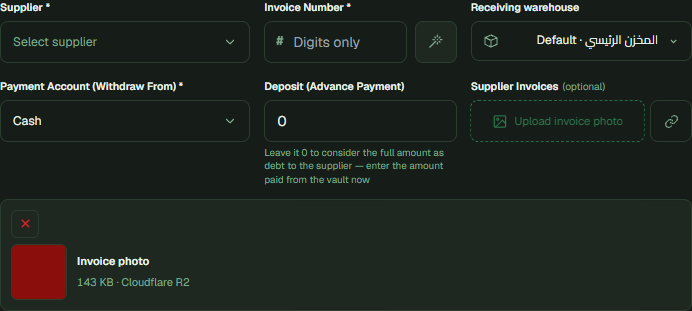 Supplier *
Invoice Number *
Receiving warehouse
Select supplier
# Digits only
Default · المخزن الرئيسي
Payment Account (Withdraw From) *
Deposit (Advance Payment)
Supplier Invoices (optional)
Cash
0
Upload invoice photo
Leave it 0 to consider the full amount as
debt to the supplier — enter the amount
paid from the vault now
Invoice photo
143 KB · Cloudflare R2